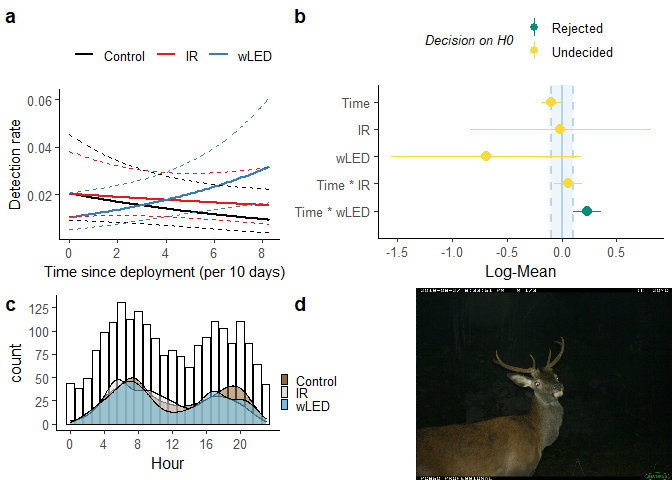 a
Control IR wLED
Detection rate
0.06
0.04
0.02
0 2 4 6 8
Time since deployment (per 10 days)
b
Decision on H0
Rejected
Undecided
Time
IR
wLED
Time * IR
Time * wLED
-1.5 -1.0 -0.5 0.0 0.5
Log-Mean
c
count
125
100
75
50
25
0
0 4 8 12 16 20
Hour
Control
IR
wLED
d
PC850 PROFESSIONAL